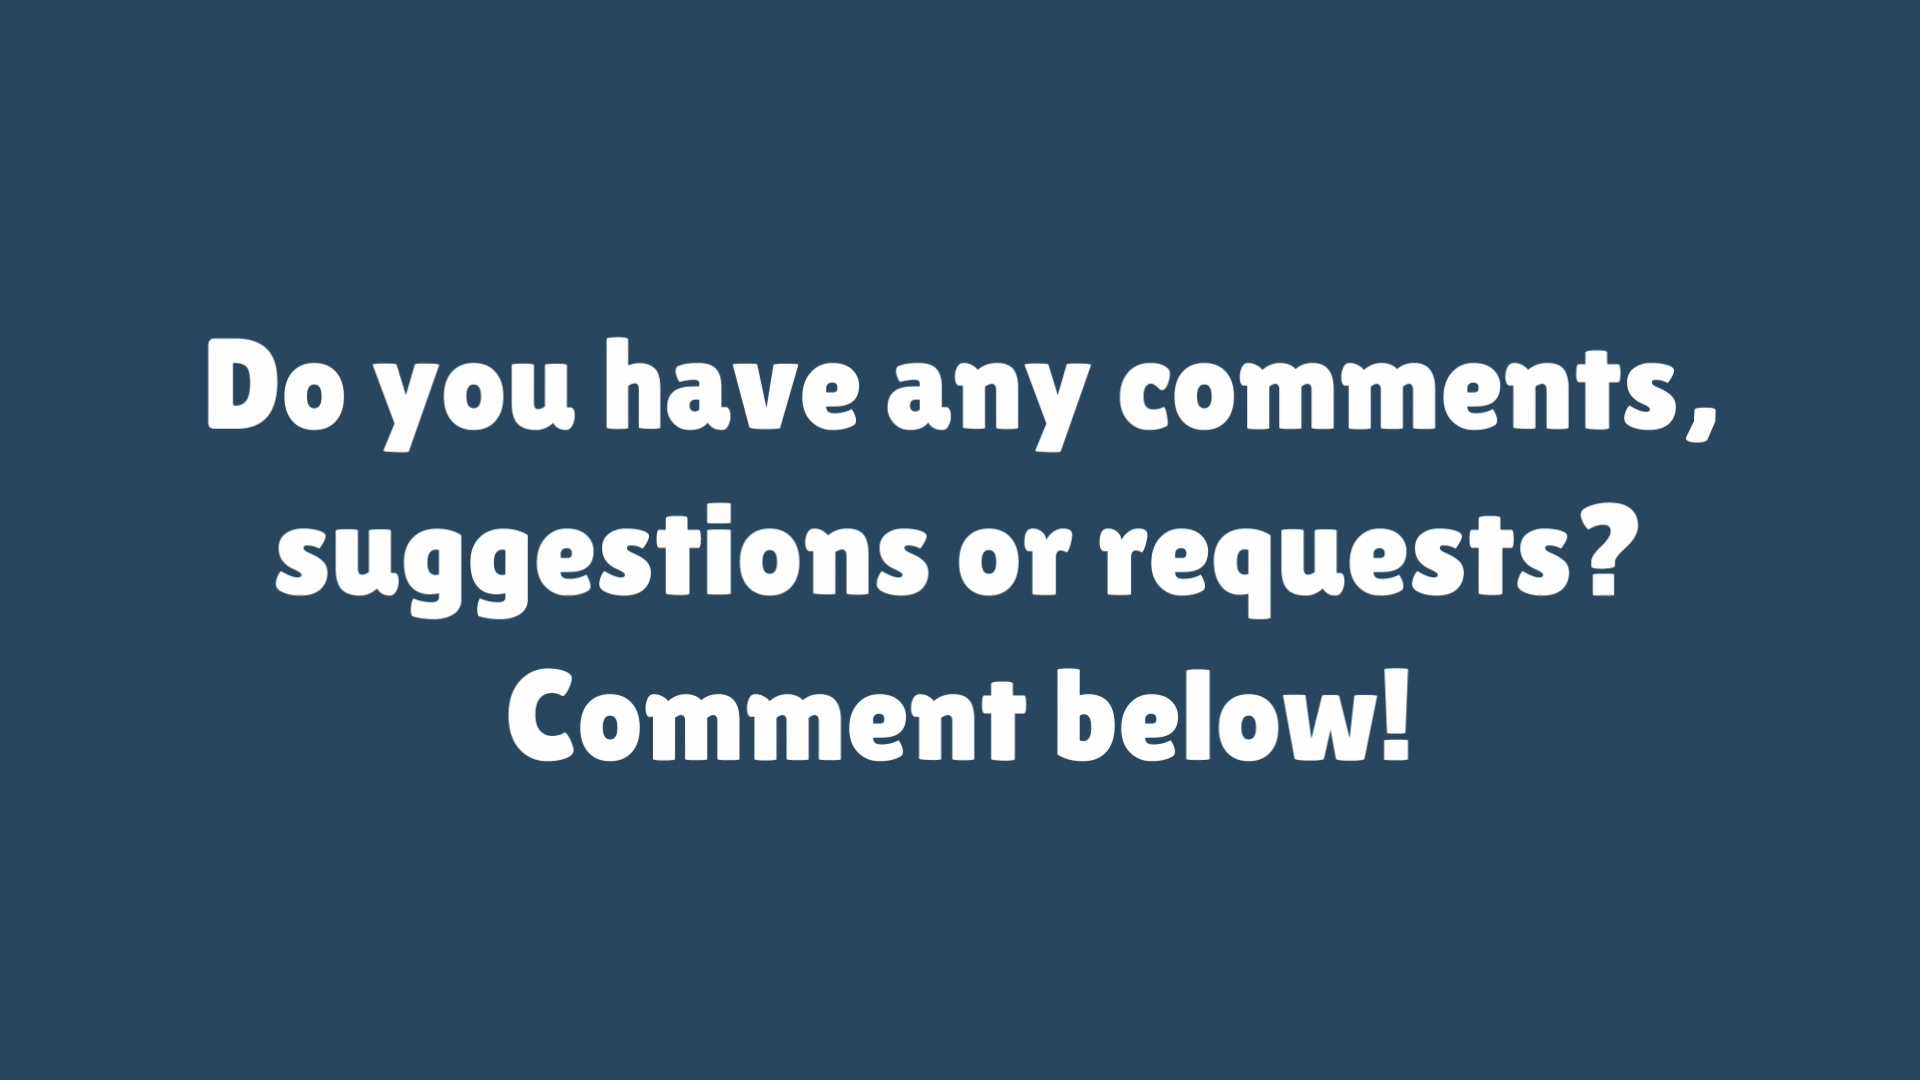 Do you have any comments,
suggestions or requests?
Comment below!